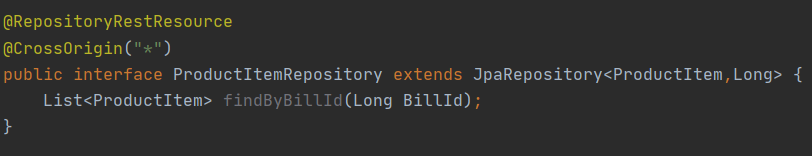 @RepositoryRestResource
@CrossOrigin("*")
public interface ProductItemRepository extends JpaRepository<ProductItem,Long> {
    List<ProductItem> findByBillId(Long BillId);
}